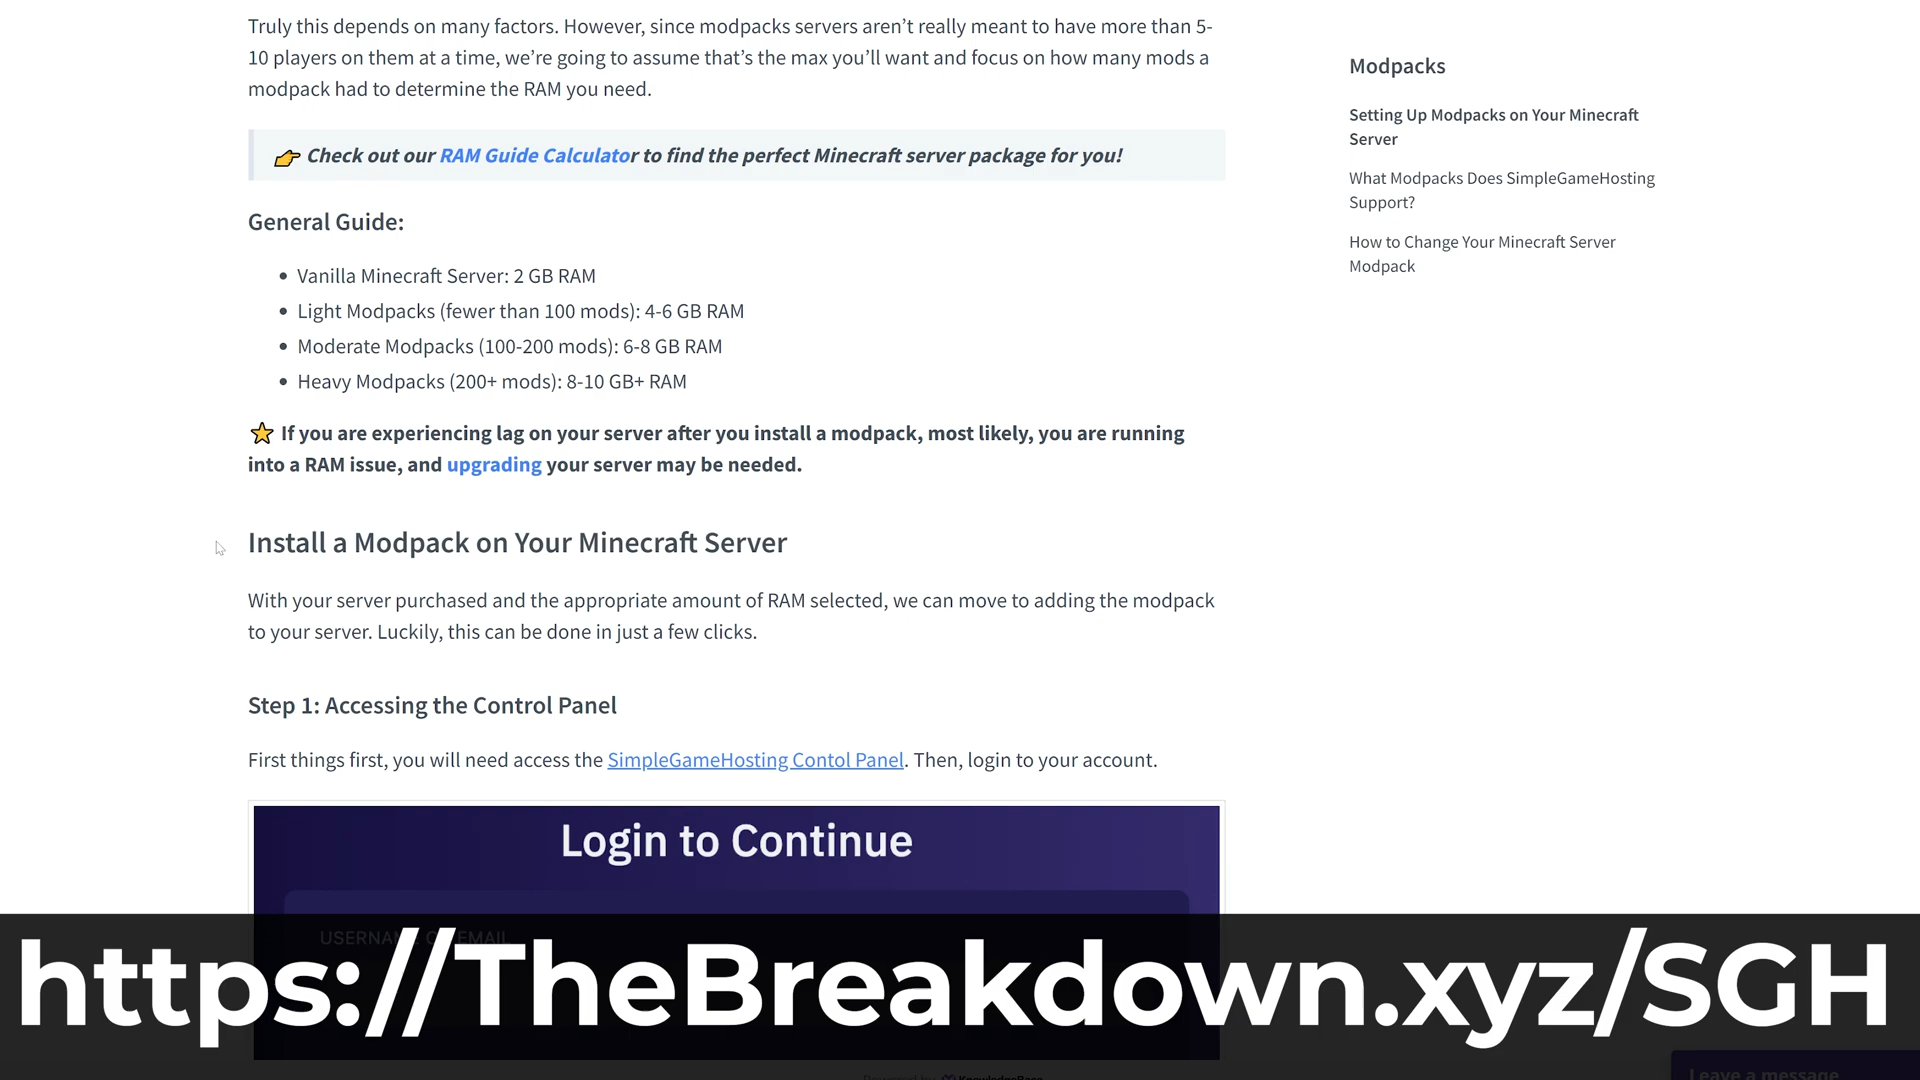 Truly this depends on many factors. However, since modpacks servers aren’t really meant to have more than 5-
10 players on them at a time, we’re going to assume that’s the max you’ll want and focus on how many mods a
modpack had to determine the RAM you need.
Check out our RAM Guide Calculator to find the perfect Minecraft server package for you!
General Guide:
Vanilla Minecraft Server: 2 GB RAM
Light Modpacks (fewer than 100 mods): 4-6 GB RAM
Moderate Modpacks (100-200 mods): 6-8 GB RAM
Heavy Modpacks (200+ mods): 8-10 GB+ RAM
If you are experiencing lag on your server after you install a modpack, most likely, you are running
into a RAM issue, and upgrading your server may be needed.
Install a Modpack on Your Minecraft Server
With your server purchased and the appropriate amount of RAM selected, we can move to adding the modpack
to your server. Luckily, this can be done in just a few clicks.
Step 1: Accessing the Control Panel
First things first, you will need access the SimpleGameHosting Contol Panel. Then, login to your account.
Login to Continue
Modpacks
Setting Up Modpacks on Your Minecraft
Server
What Modpacks Does SimpleGameHosting
Support?
How to Change Your Minecraft Server
Modpack
https://TheBreakdown.xyz/SGH
Leave a message